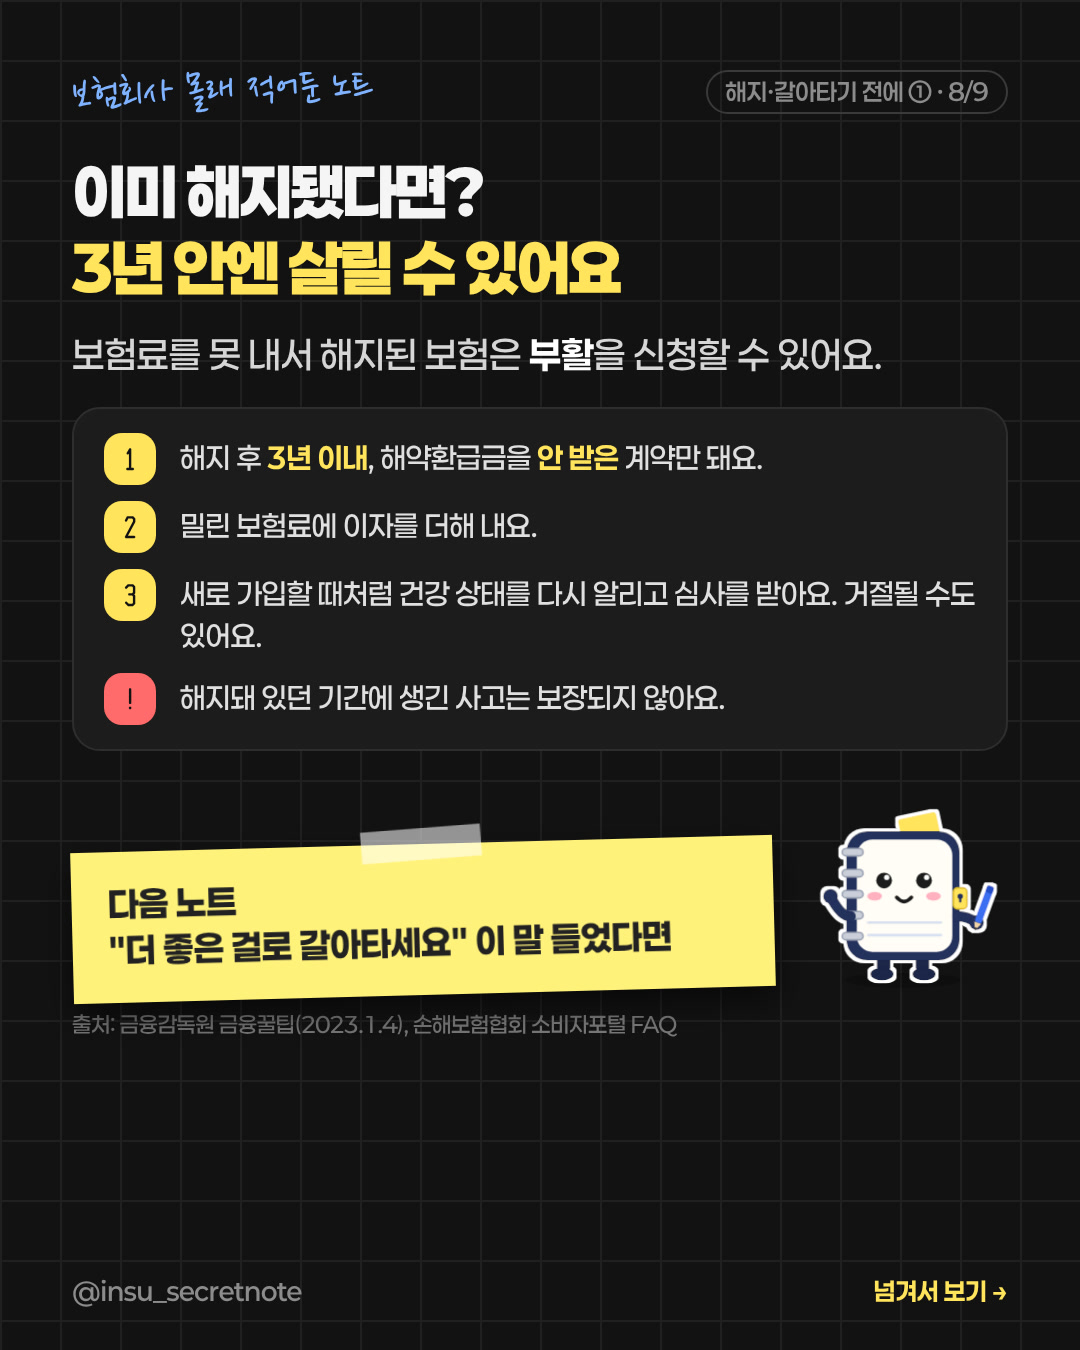 보험회사 몰래 적어둔 노트
해지·갈아타기 전에 ① · 8/9
이미 해지됐다면?
3년 안엔 살릴 수 있어요
보험료를 못 내서 해지된 보험은 부활을 신청할 수 있어요.
1 해지 후 3년 이내, 해약환급금을 안 받은 계약만 돼요.
2 밀린 보험료에 이자를 더해 내요.
3 새로 가입할 때처럼 건강 상태를 다시 알리고 심사를 받아요. 거절될 수도
있어요.
! 해지돼 있던 기간에 생긴 사고는 보장되지 않아요.
다음 노트
"더 좋은 걸로 갈아타세요" 이 말 들었다면
출처: 금융감독원 금융꿀팁(2023.1.4), 손해보험협회 소비자포털 FAQ
@insu_secretnote
넘겨서 보기 →